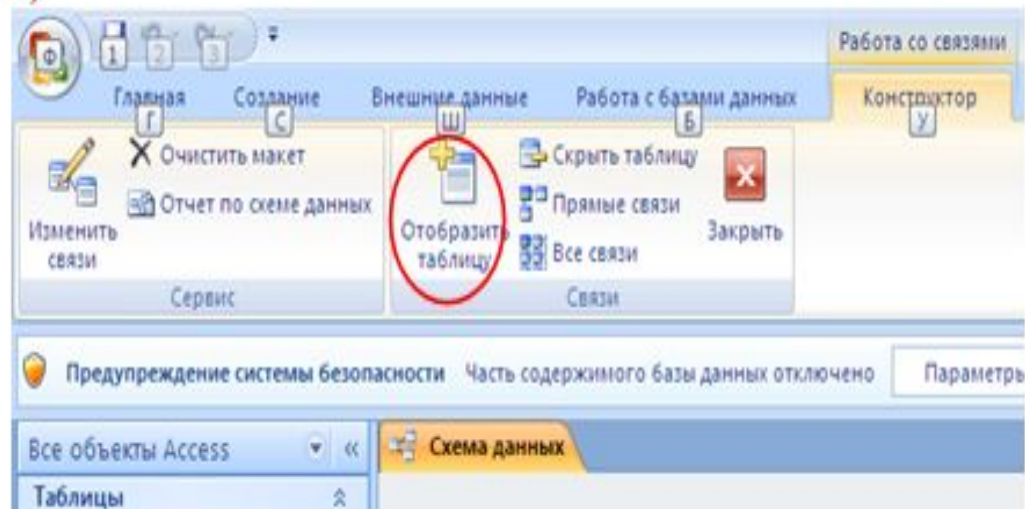 Работа со связями
Ф 1 2 3
Главная Создание Внешние данные Работа с базами данных Конструктор
Г С Ш Б У
Изменить связи
Очистить макет
Отчет по схеме данных
Сервис
Отобразить таблицу
Скрыть таблицу
Прямые связи
Все связи
Закрыть
Связи
Предупреждение системы безопасности Часть содержимого базы данных отключено Параметры
Все объекты Access « Схема данных
Таблицы